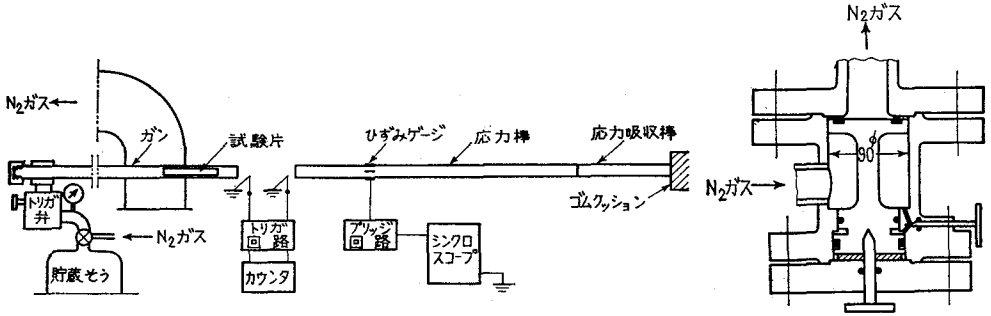 N₂ガス
ガン
試験片
トリガ
弁
N₂ガス
貯蔵そう
トリガ
回路
カウンタ
ひずみゲージ
応力棒
応力吸収棒
ゴムクッション
ブリッジ
回路
シンクロ
スコープ
N₂ガス
90φ
N₂ガス